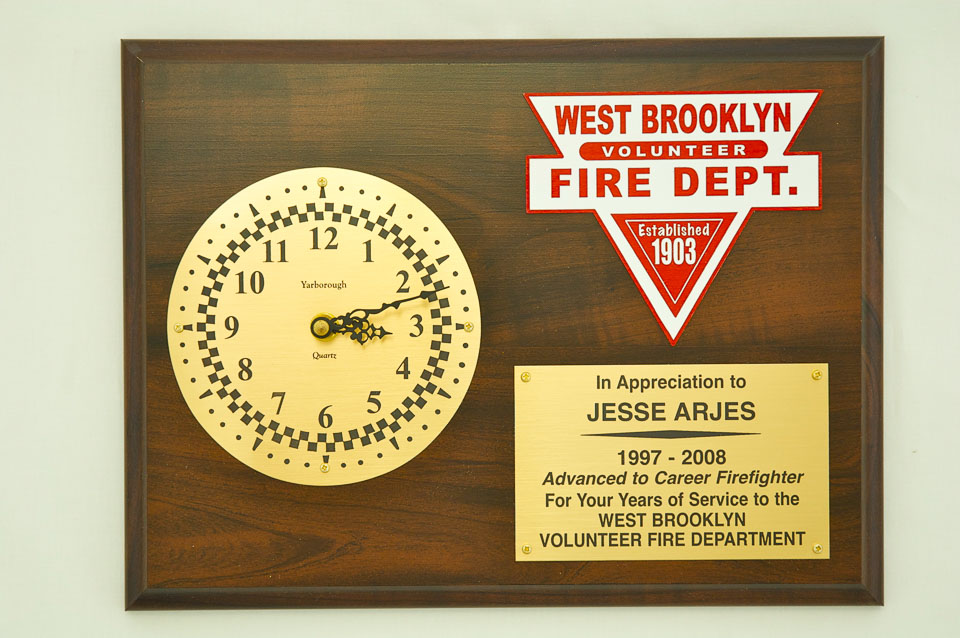 WEST BROOKLYN
VOLUNTEER
FIRE DEPT.
Established
1903
12
1
2
3
4
5
6
7
8
9
10
11
Yarborough
Quartz
In Appreciation to
JESSE ARJES
1997 - 2008
Advanced to Career Firefighter
For Your Years of Service to the
WEST BROOKLYN
VOLUNTEER FIRE DEPARTMENT